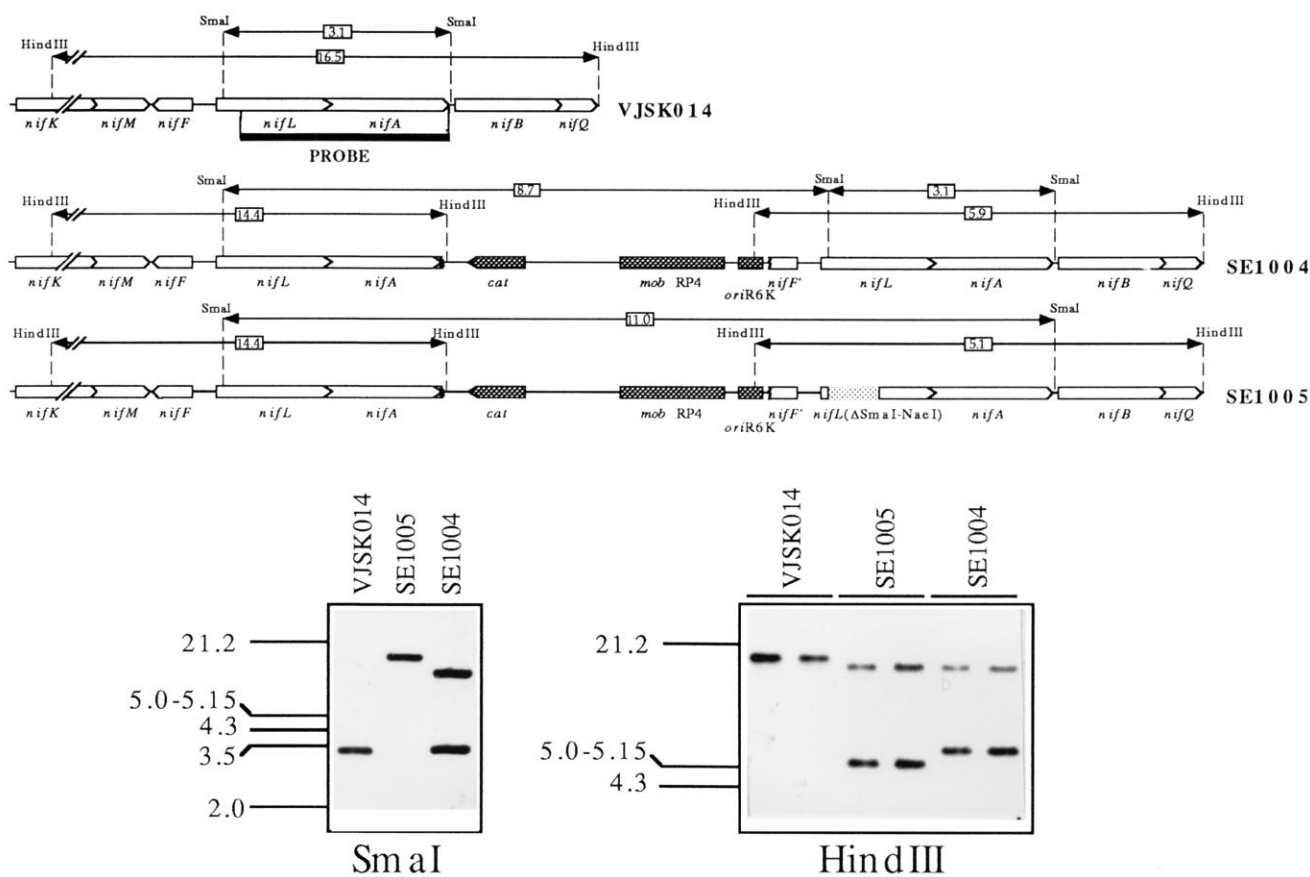 SmaI SmaI
3.1
HindIII HindIII
16.5
nifK nifM nifF nifL nifA nifB nifQ
VJSK014
PROBE
SmaI SmaI SmaI
8.7 3.1
HindIII HindIII HindIII HindIII
14.4 5.9
SE1004
nifK nifM nifF nifL nifA cat mob RP4 oriR6K nifF' nifL nifA nifB nifQ
SmaI SmaI
11.0
HindIII HindIII HindIII HindIII
14.4 5.1
SE1005
nifK nifM nifF nifL nifA cat mob RP4 oriR6K nifF' nifL(ΔSmaI-NaeI) nifA nifB nifQ
VJSK014 SE1005 SE1004
21.2
5.0-5.15
4.3
3.5
2.0
SmaI
VJSK014 SE1005 SE1004
21.2
5.0-5.15
4.3
HindIII